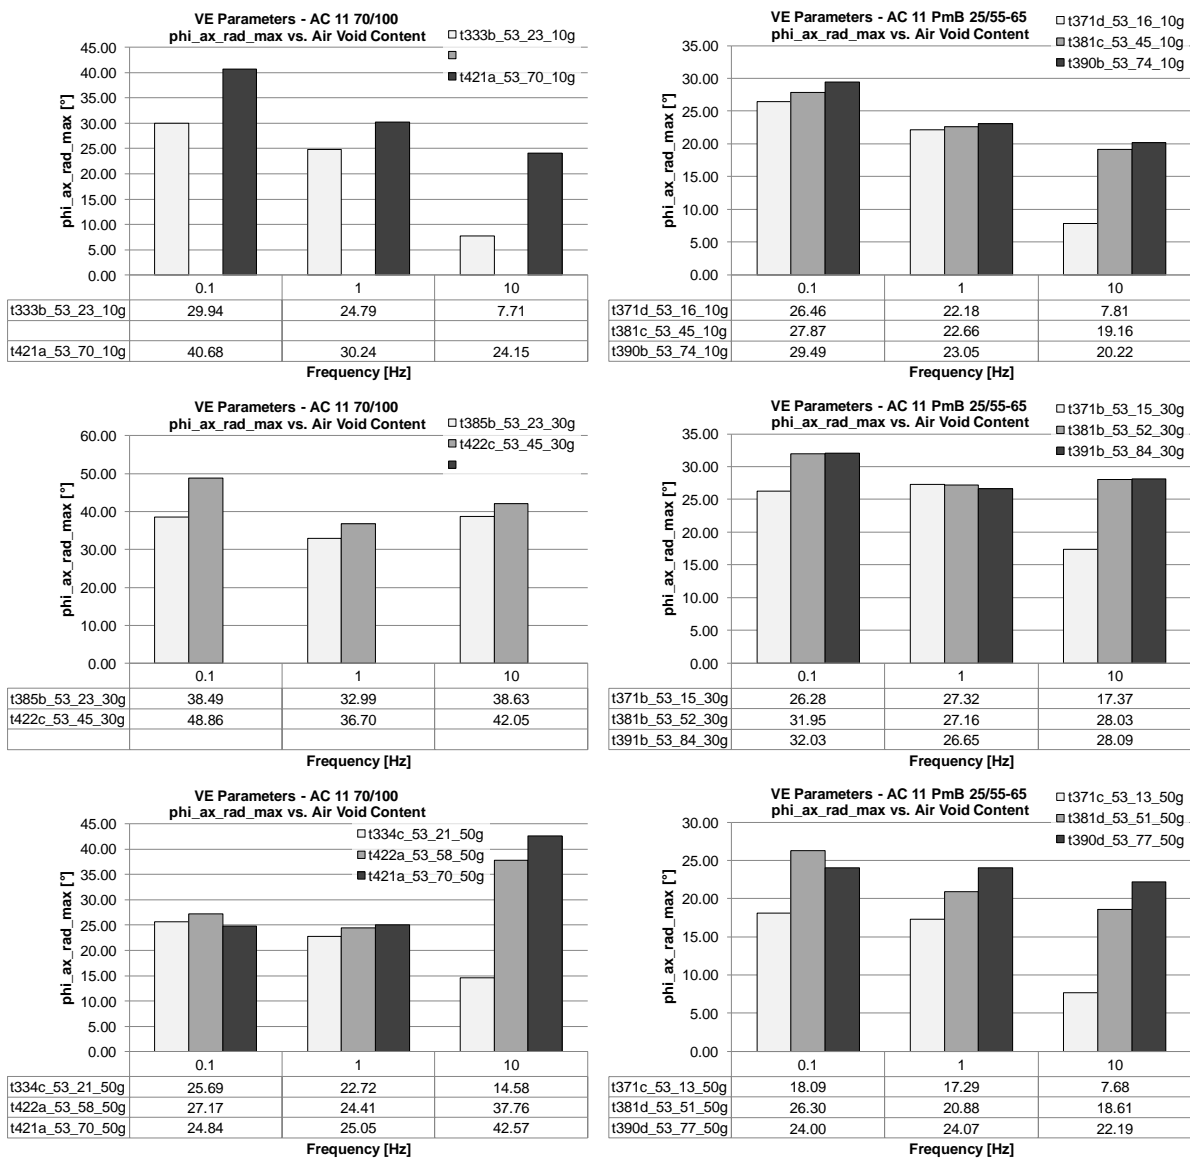 VE Parameters - AC 11 70/100
phi_ax_rad_max vs. Air Void Content
t333b_53_23_10g
t421a_53_70_10g
phi_ax_rad_max [°]
45.00
40.00
35.00
30.00
25.00
20.00
15.00
10.00
5.00
0.00
0.1 1 10
t333b_53_23_10g 29.94 24.79 7.71
t421a_53_70_10g 40.68 30.24 24.15
Frequency [Hz]
VE Parameters - AC 11 PmB 25/55-65
phi_ax_rad_max vs. Air Void Content
t371d_53_16_10g
t381c_53_45_10g
t390b_53_74_10g
phi_ax_rad_max [°]
35.00
30.00
25.00
20.00
15.00
10.00
5.00
0.00
0.1 1 10
t371d_53_16_10g 26.46 22.18 7.81
t381c_53_45_10g 27.87 22.66 19.16
t390b_53_74_10g 29.49 23.05 20.22
Frequency [Hz]
VE Parameters - AC 11 70/100
phi_ax_rad_max vs. Air Void Content
t385b_53_23_30g
t422c_53_45_30g
phi_ax_rad_max [°]
60.00
50.00
40.00
30.00
20.00
10.00
0.00
0.1 1 10
t385b_53_23_30g 38.49 32.99 38.63
t422c_53_45_30g 48.86 36.70 42.05
Frequency [Hz]
VE Parameters - AC 11 PmB 25/55-65
phi_ax_rad_max vs. Air Void Content
t371b_53_15_30g
t381b_53_52_30g
t391b_53_84_30g
phi_ax_rad_max [°]
35.00
30.00
25.00
20.00
15.00
10.00
5.00
0.00
0.1 1 10
t371b_53_15_30g 26.28 27.32 17.37
t381b_53_52_30g 31.95 27.16 28.03
t391b_53_84_30g 32.03 26.65 28.09
Frequency [Hz]
VE Parameters - AC 11 70/100
phi_ax_rad_max vs. Air Void Content
t334c_53_21_50g
t422a_53_58_50g
t421a_53_70_50g
phi_ax_rad_max [°]
45.00
40.00
35.00
30.00
25.00
20.00
15.00
10.00
5.00
0.00
0.1 1 10
t334c_53_21_50g 25.69 22.72 14.58
t422a_53_58_50g 27.17 24.41 37.76
t421a_53_70_50g 24.84 25.05 42.57
Frequency [Hz]
VE Parameters - AC 11 PmB 25/55-65
phi_ax_rad_max vs. Air Void Content
t371c_53_13_50g
t381d_53_51_50g
t390d_53_77_50g
phi_ax_rad_max [°]
30.00
25.00
20.00
15.00
10.00
5.00
0.00
0.1 1 10
t371c_53_13_50g 18.09 17.29 7.68
t381d_53_51_50g 26.30 20.88 18.61
t390d_53_77_50g 24.00 24.07 22.19
Frequency [Hz]